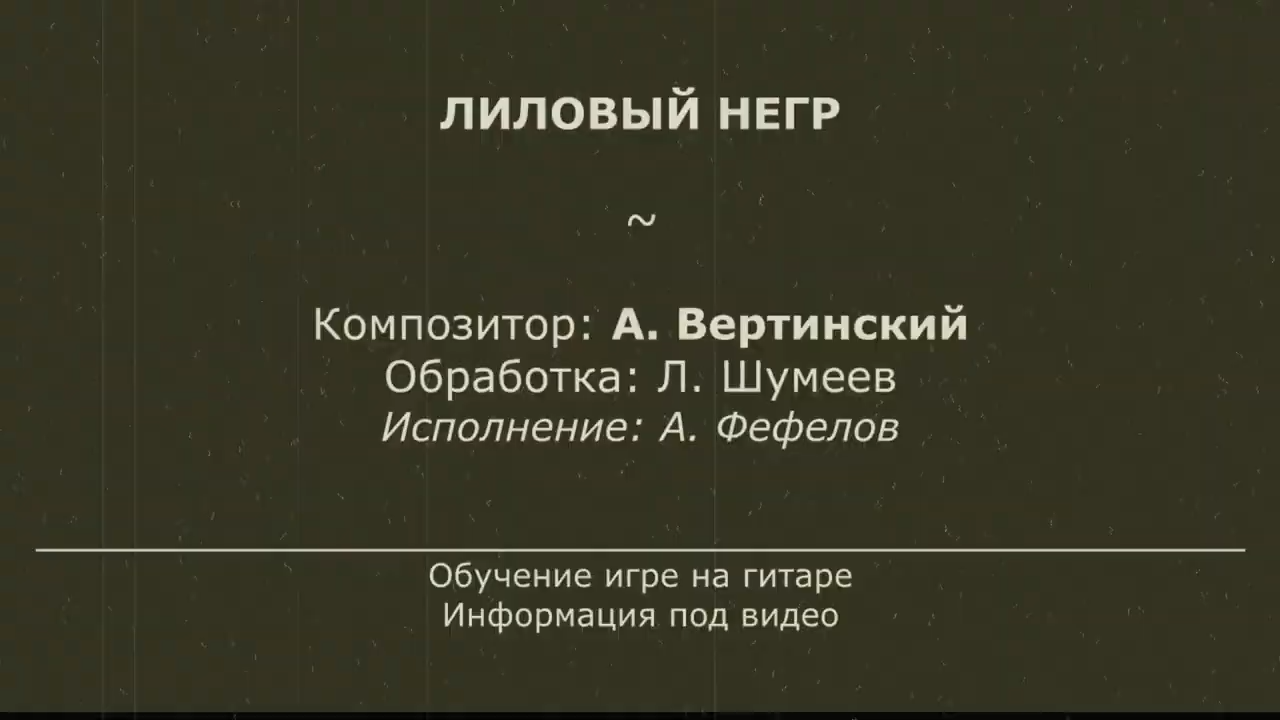 ЛИЛОВЫЙ НЕГР
~
Композитор: А. Вертинский
Обработка: Л. Шумеев
Исполнение: А. Фефелов
Обучение игре на гитаре
Информация под видео